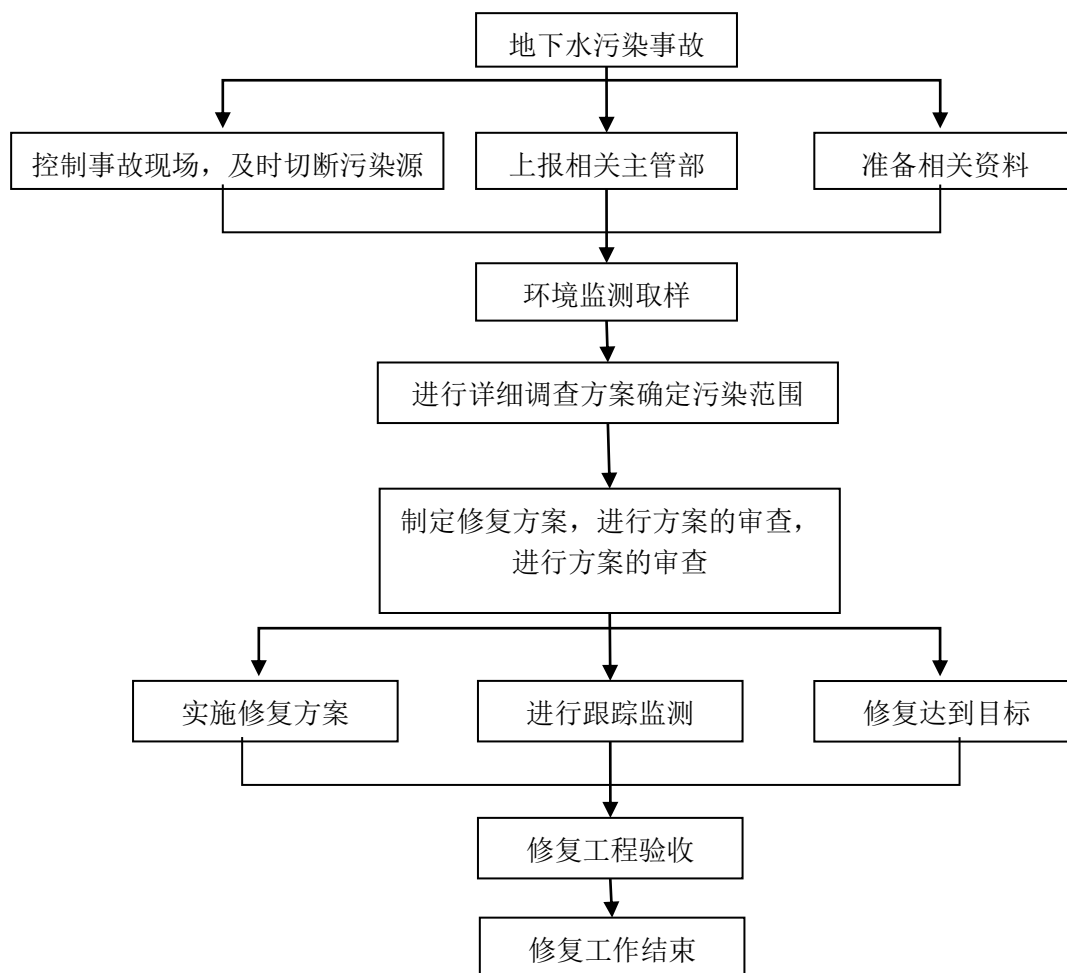 地下水污染事故
控制事故现场，及时切断污染源
上报相关主管部
准备相关资料
环境监测取样
进行详细调查方案确定污染范围
制定修复方案，进行方案的审查，
进行方案的审查
实施修复方案
进行跟踪监测
修复达到目标
修复工程验收
修复工作结束